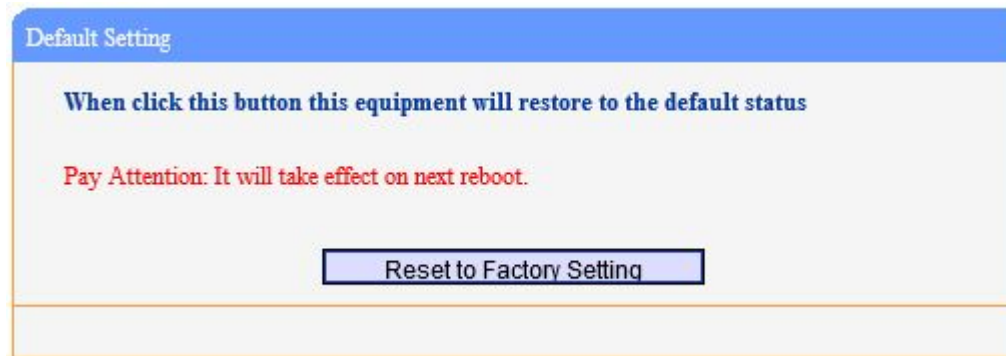 Default Setting
When click this button this equipment will restore to the default status
Pay Attention: It will take effect on next reboot.
Reset to Factory Setting